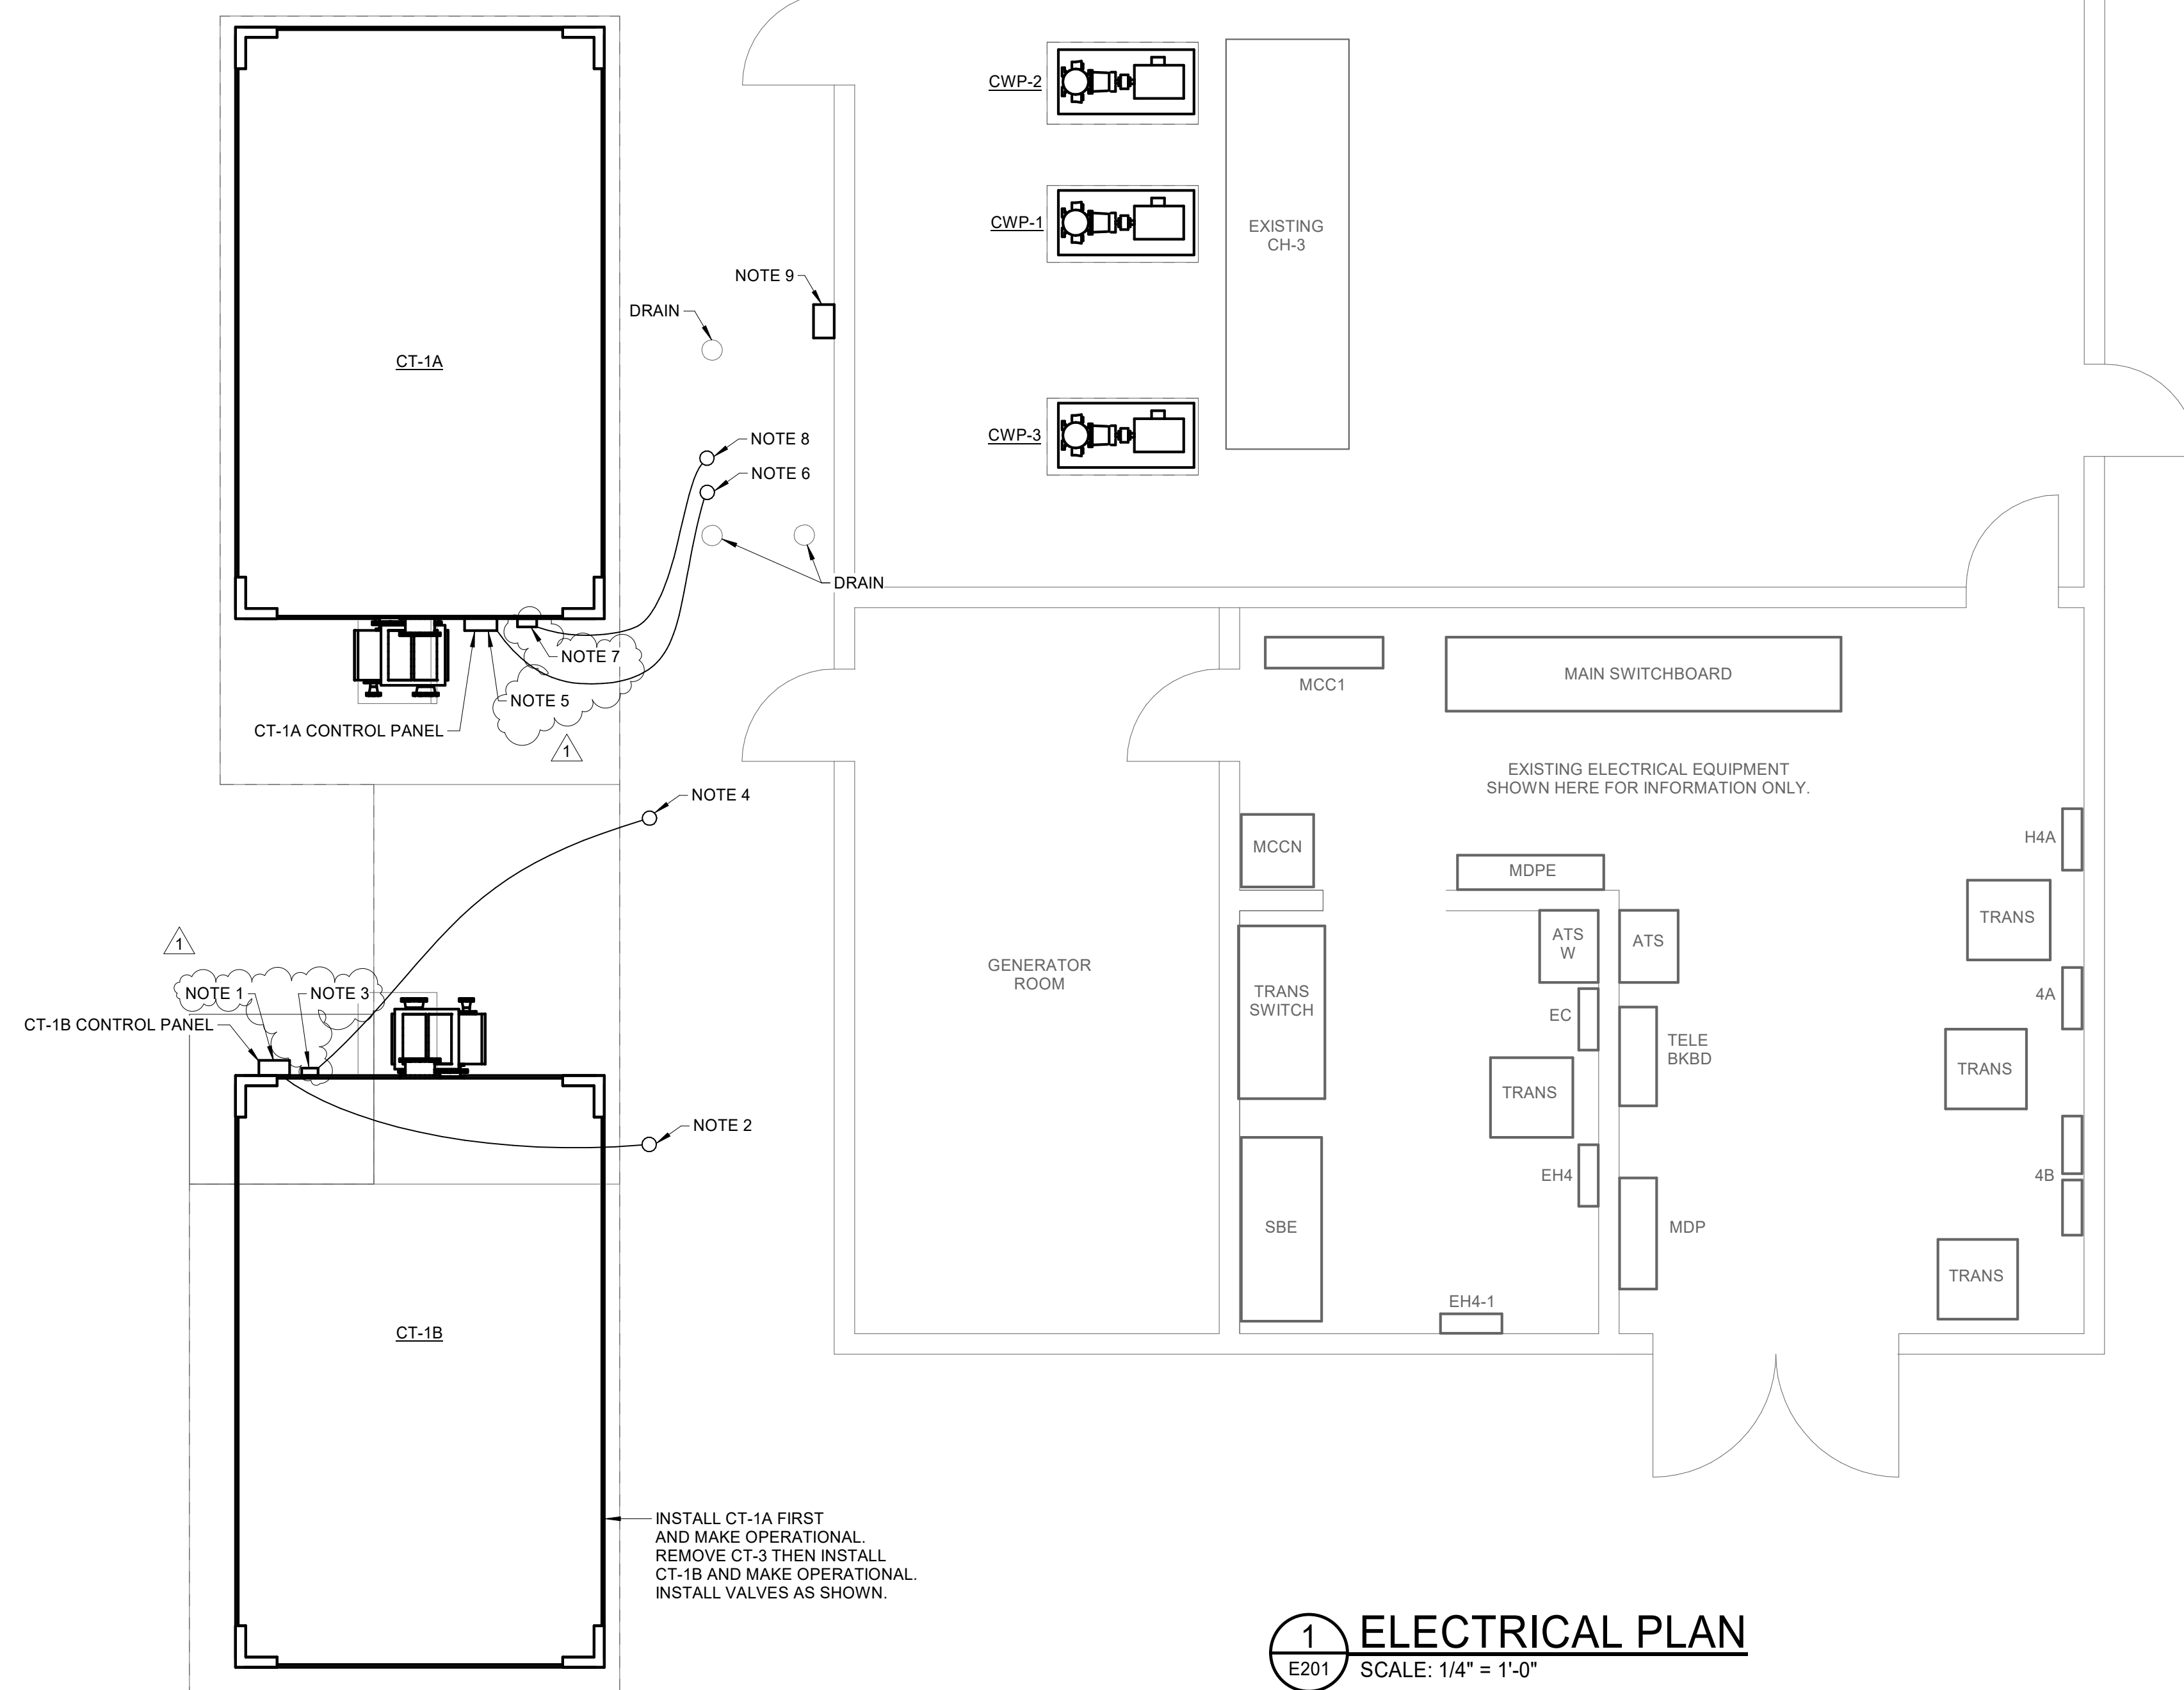 CWP-2
CWP-1
EXISTING
CH-3
NOTE 9
DRAIN
CT-1A
CWP-3
NOTE 8
NOTE 6
DRAIN
NOTE 7
NOTE 5
CT-1A CONTROL PANEL
1
MCC1
MAIN SWITCHBOARD
EXISTING ELECTRICAL EQUIPMENT
SHOWN HERE FOR INFORMATION ONLY.
NOTE 4
H4A
MCCN
MDPE
TRANS
ATS
W
ATS
1
GENERATOR
ROOM
NOTE 1
NOTE 3
TRANS
SWITCH
4A
EC
CT-1B CONTROL PANEL
TELE
BKBD
TRANS
TRANS
NOTE 2
EH4
4B
SBE
MDP
TRANS
EH4-1
CT-1B
INSTALL CT-1A FIRST
AND MAKE OPERATIONAL.
REMOVE CT-3 THEN INSTALL
CT-1B AND MAKE OPERATIONAL.
INSTALL VALVES AS SHOWN.
1
E201
ELECTRICAL PLAN
SCALE: 1/4" = 1'-0"